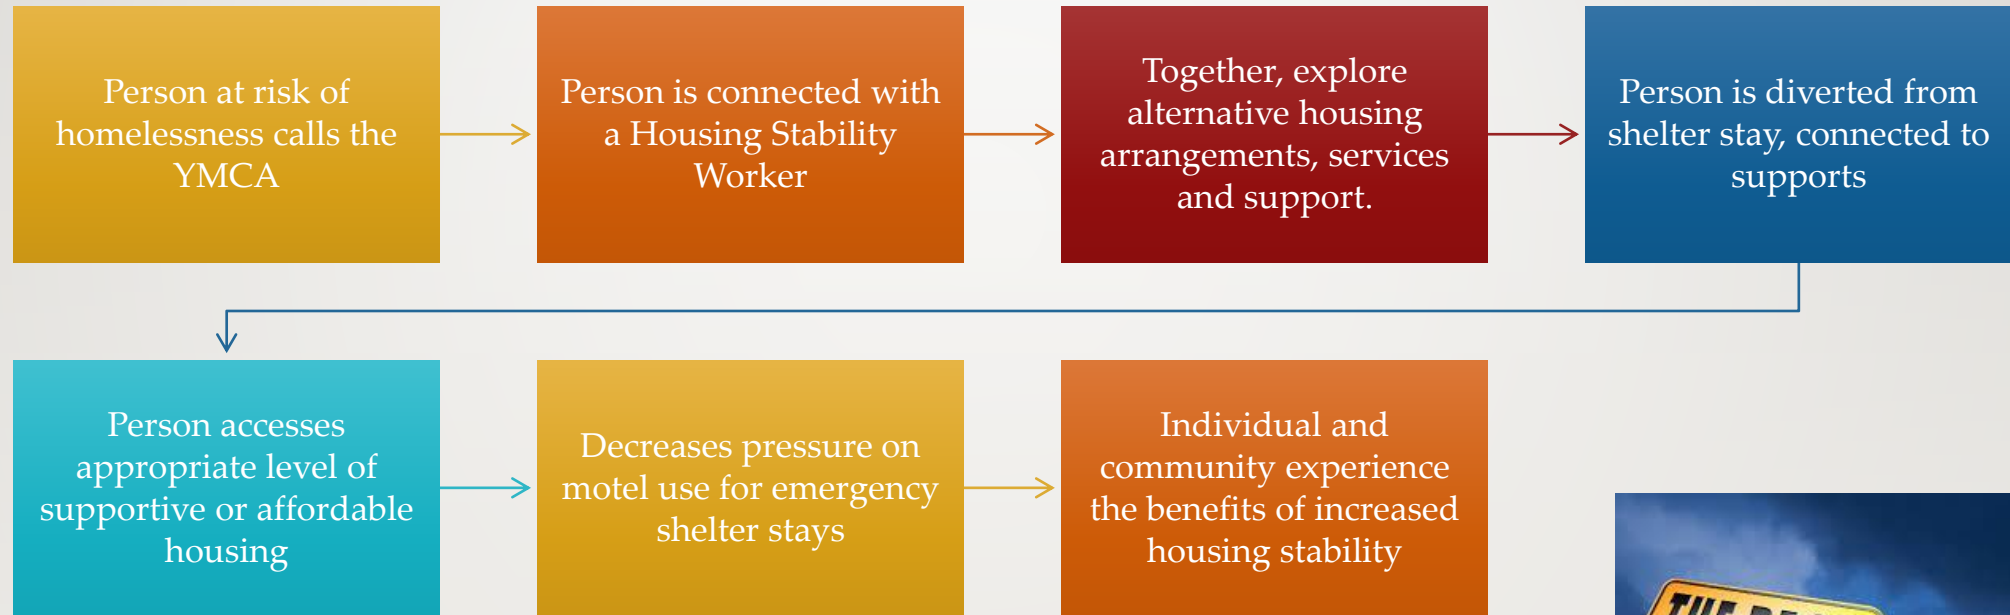 Person at risk of
homelessness calls the
YMCA
Person is connected with
a Housing Stability
Worker
Together, explore
alternative housing
arrangements, services
and support.
Person is diverted from
shelter stay, connected to
supports
Person accesses
appropriate level of
supportive or affordable
housing
Decreases pressure on
motel use for emergency
shelter stays
Individual and
community experience
the benefits of increased
housing stability
THE